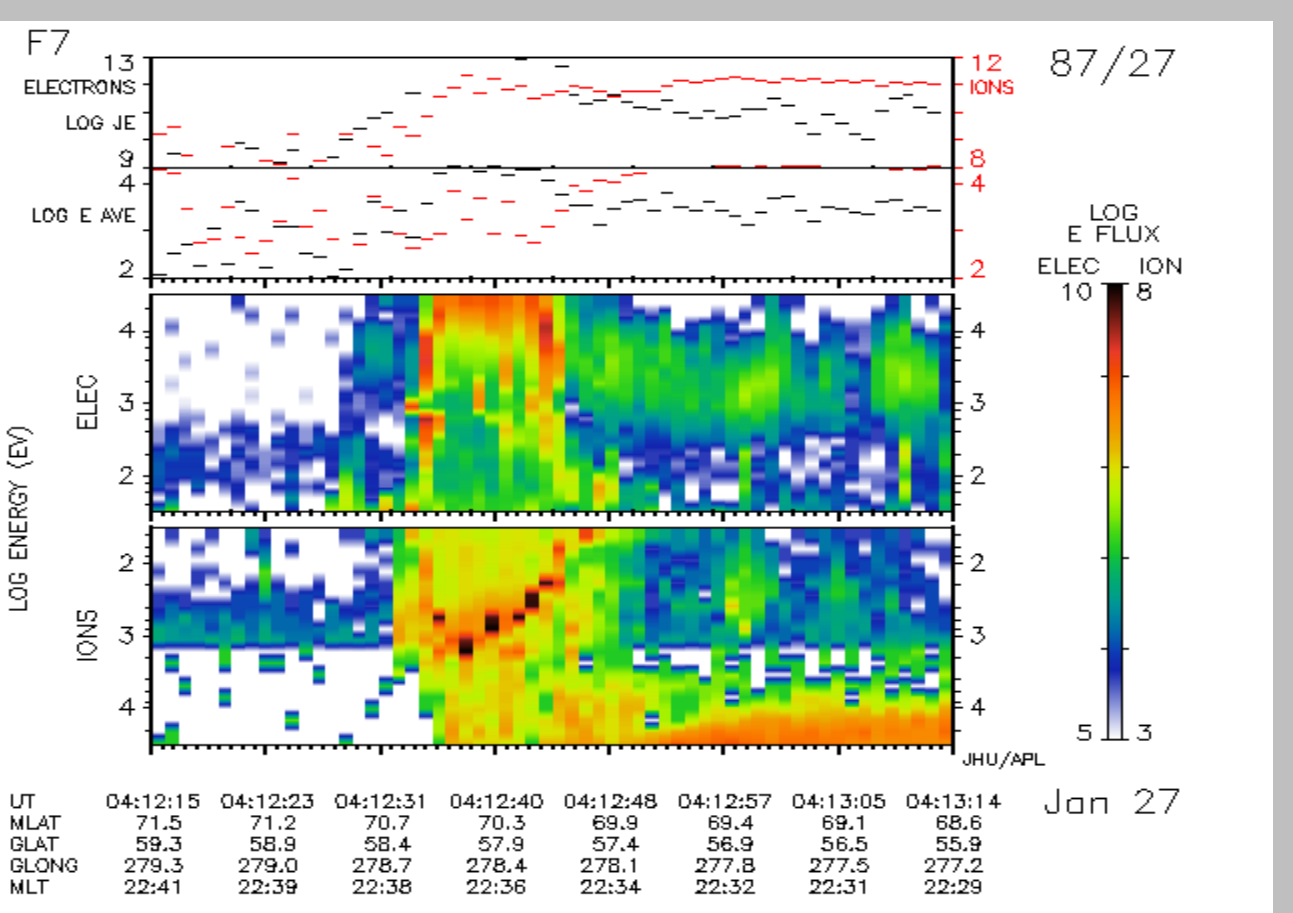 F7
87/27
13
12
ELECTRONS
IONS
LOG JE
9
8
4
4
LOG E AVE
2
2
LOG
E FLUX
ELEC ION
10 8
5 3
LOG ENERGY (EV)
ELEC
4
4
3
3
2
2
IONS
2
2
3
3
4
4
JHU/APL
UT 04:12:15 04:12:23 04:12:31 04:12:40 04:12:48 04:12:57 04:13:05 04:13:14
MLAT 71.5 71.2 70.7 70.3 69.9 69.4 69.1 68.6
GLAT 59.3 58.9 58.4 57.9 57.4 56.9 56.5 55.9
GLONG 279.3 279.0 278.7 278.4 278.1 277.8 277.5 277.2
MLT 22:41 22:39 22:38 22:36 22:34 22:32 22:31 22:29
Jan 27